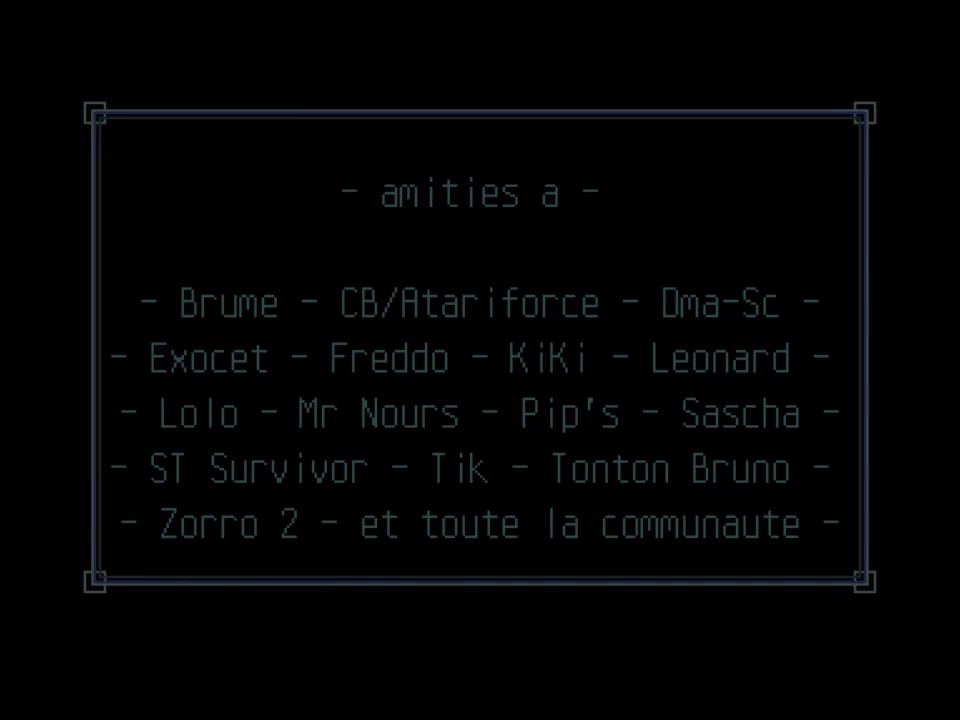 - amities a -
- Brume - CB/Atariforce - Dma-Sc -
- Exocet - Freddo - KiKi - Leonard -
- Lolo - Mr Nours - Pip's - Sascha -
- ST Survivor - Tik - Tonton Bruno -
- Zorro 2 - et toute la communaute -